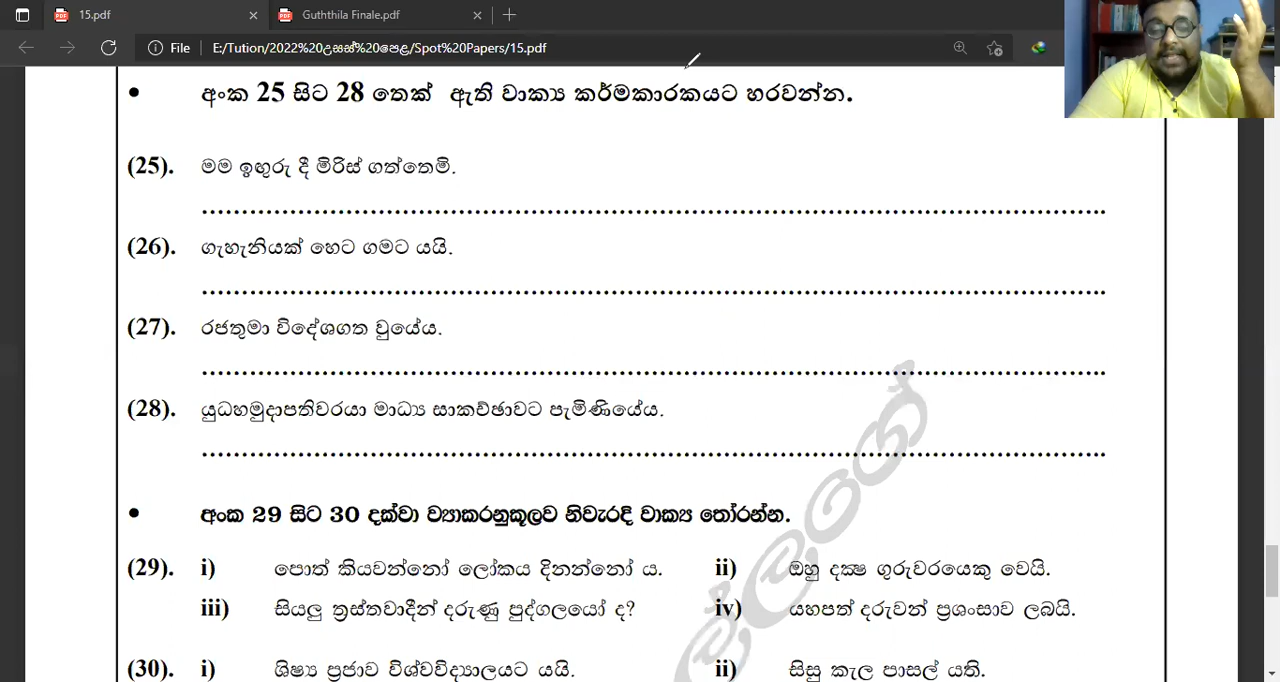 15.pdf
Guththila Finale.pdf
File E:/Tution/2022%20උසස්%20පෙළ/Spot%20Papers/15.pdf
• අංක 25 සිට 28 තෙක් ඇති වාක්‍ය කර්මකාරකයට හරවන්න.
(25). මම ඉඟුරු දී මිරිස් ගත්තෙමි.
(26). ගැහැනියක් හෙට ගමට යයි.
(27). රජතුමා විදේශගත වුයේය.
(28). යුධහමුදාපතිවරයා මාධ්‍ය සාකච්ඡාවට පැමිණියේය.
• අංක 29 සිට 30 දක්වා ව්‍යාකරනුකූලව නිවැරදි වාක්‍ය තෝරන්න.
(29). i) පොත් කියවන්නෝ ලෝකය දිනන්නෝ ය. ii) ඔහු දක්‍ෂ ගුරුවරයෙකු වෙයි.
iii) සියලු ත්‍රස්තවාදීන් දරුණු පුද්ගලයෝ ද? iv) යහපත් දරුවන් ප්‍රශංසාව ලබයි.
(30). i) ශිෂ්‍ය ප්‍රජාව විශ්වවිද්‍යාලයට යයි. ii) සිසු කැල පාසල් යති.